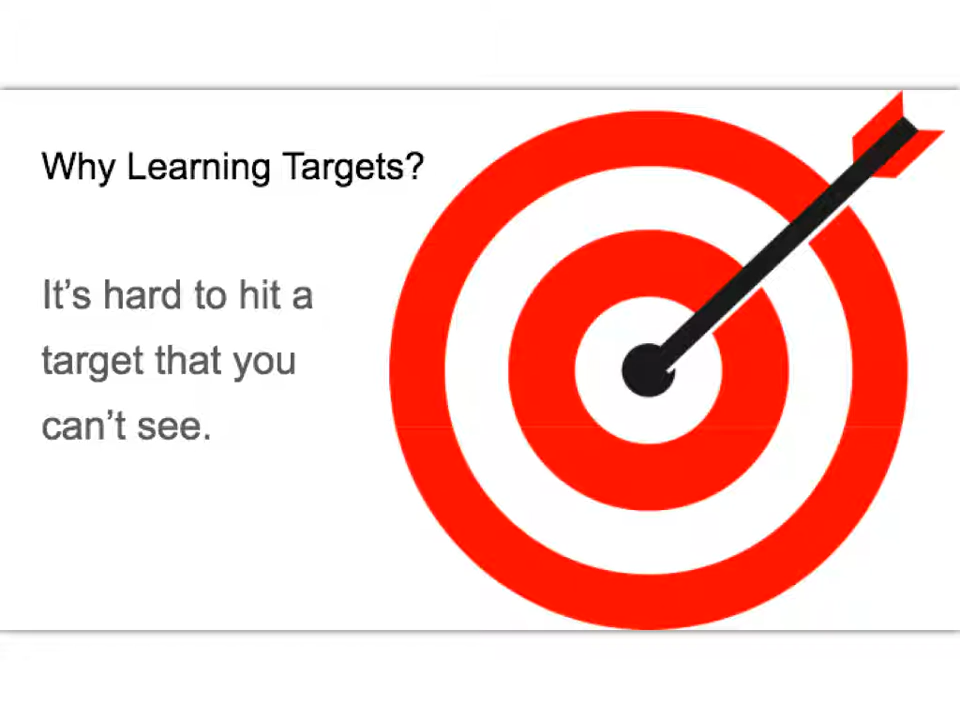 Why Learning Targets?
It’s hard to hit a
target that you
can’t see.